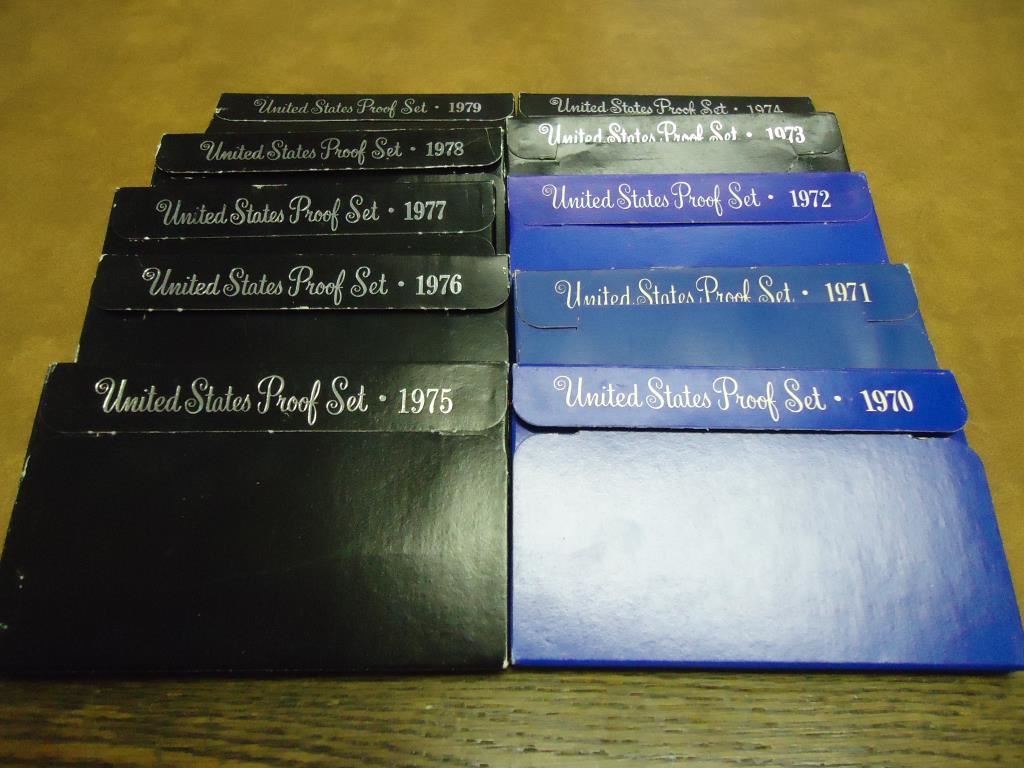 United States Proof Set • 1979
United States Proof Set • 1978
United States Proof Set • 1977
United States Proof Set • 1976
United States Proof Set • 1975
United States Proof Set • 1974
United States Proof Set • 1973
United States Proof Set • 1972
United States Proof Set • 1971
United States Proof Set • 1970